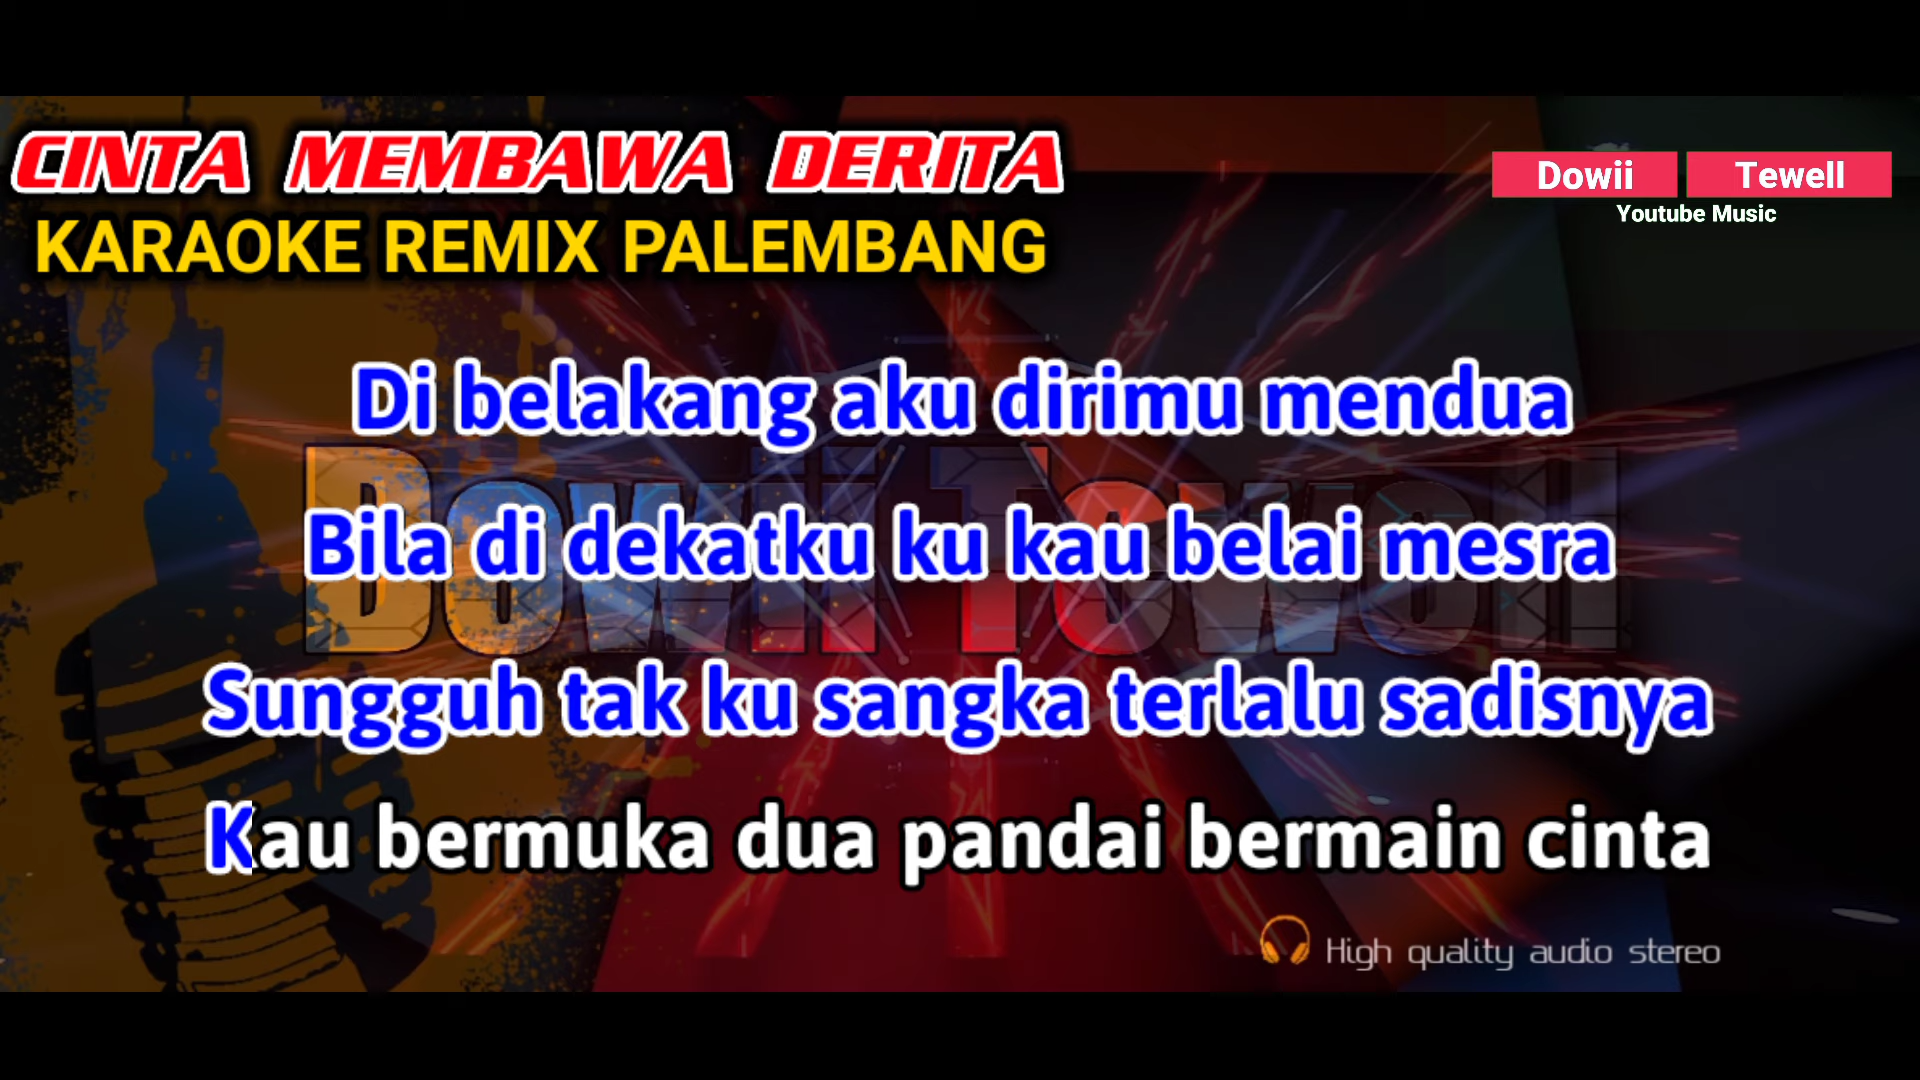 CINTA MEMBAWA DERITA
KARAOKE REMIX PALEMBANG
Dowii Tewell
Youtube Music
Di belakang aku dirimu mendua
Dowii Tewell
Bila di dekatku ku kau belai mesra
Sungguh tak ku sangka terlalu sadisnya
Kau bermuka dua pandai bermain cinta
High quality audio stereo